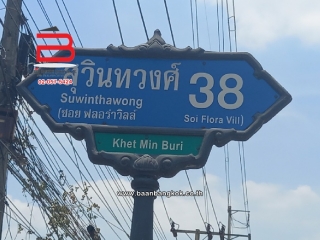 สุวินทวงศ์ 38
Suwinthawong
(ซอย ฟลอร่าวิลล์ Soi Flora Vill)
Khet Min Buri
www.baanbangkok.co.th